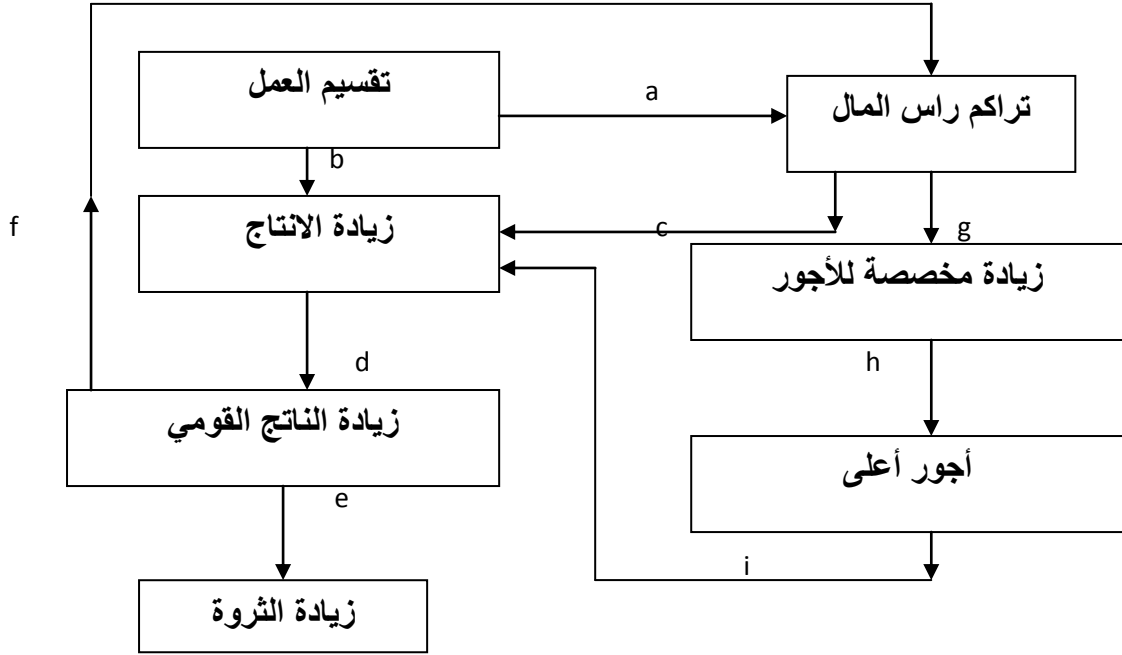 تقسيم العمل
a
تراكم راس المال
b
f
زيادة الانتاج
c
g
زيادة مخصصة للأجور
d
h
زيادة الناتج القومي
أجور أعلى
e
i
زيادة الثروة